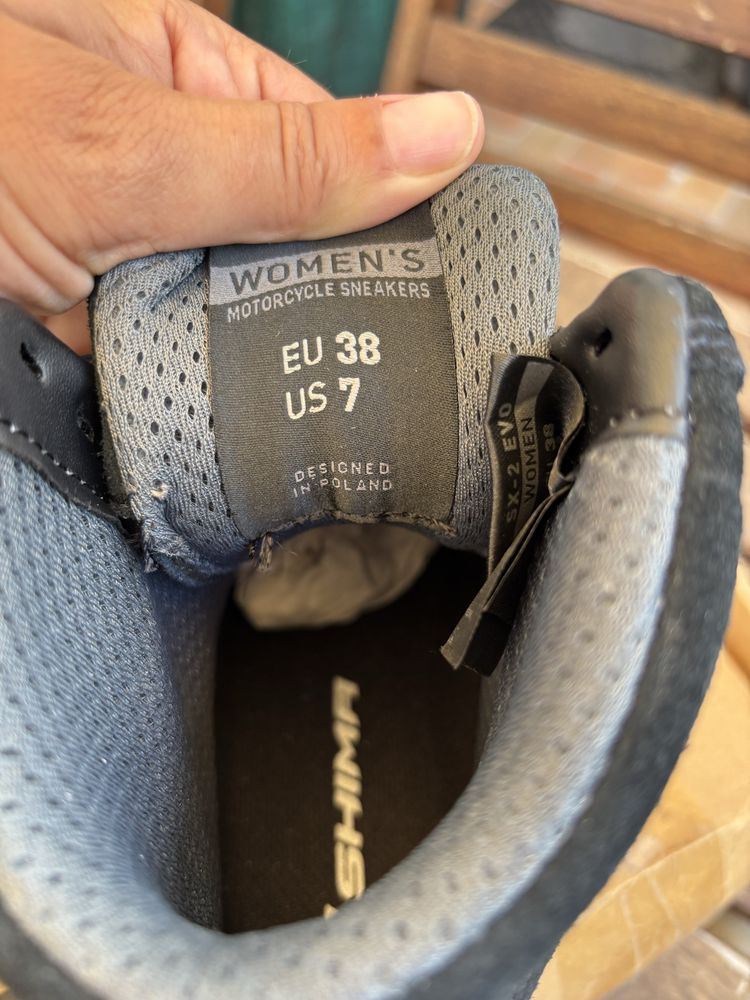 WOMEN'S
MOTORCYCLE SNEAKERS
EU 38
US 7
DESIGNED
IN POLAND
SX-2 EVO
WOMEN
38
SHIMA